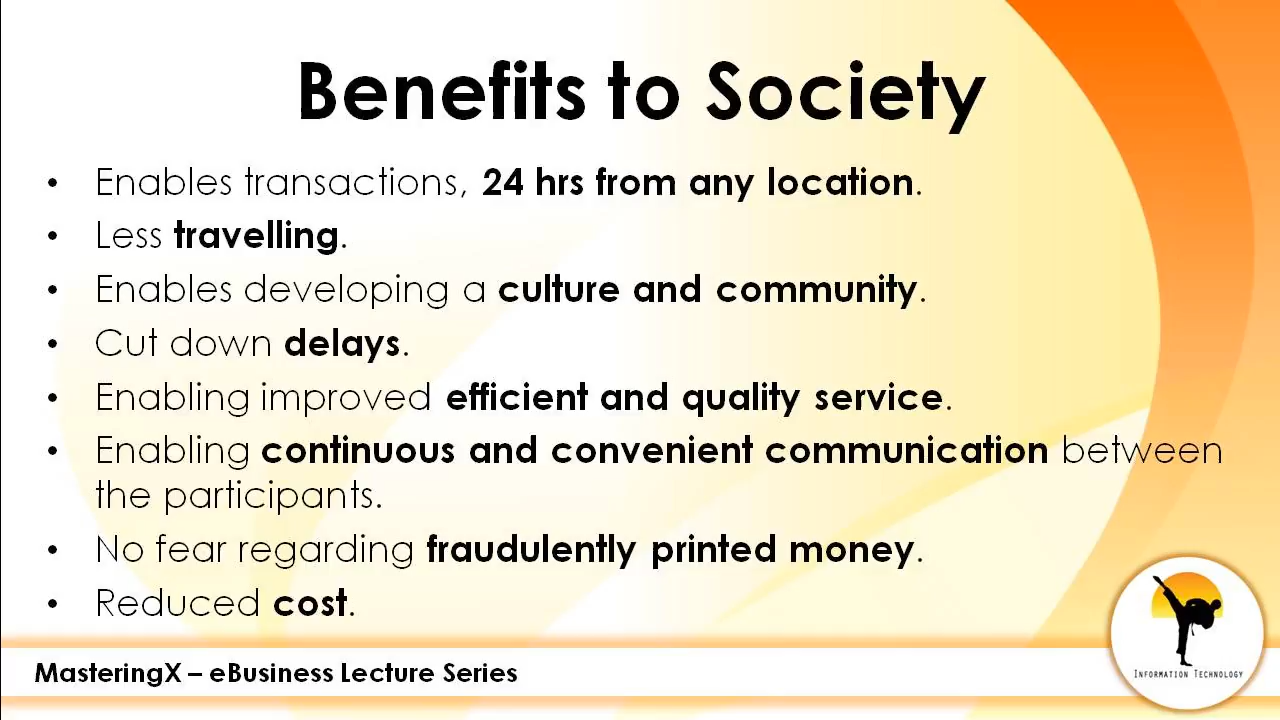 Benefits to Society
• Enables transactions, 24 hrs from any location.
• Less travelling.
• Enables developing a culture and community.
• Cut down delays.
• Enabling improved efficient and quality service.
• Enabling continuous and convenient communication between
the participants.
• No fear regarding fraudulently printed money.
• Reduced cost.
MasteringX – eBusiness Lecture Series
INFORMATION TECHNOLOGY